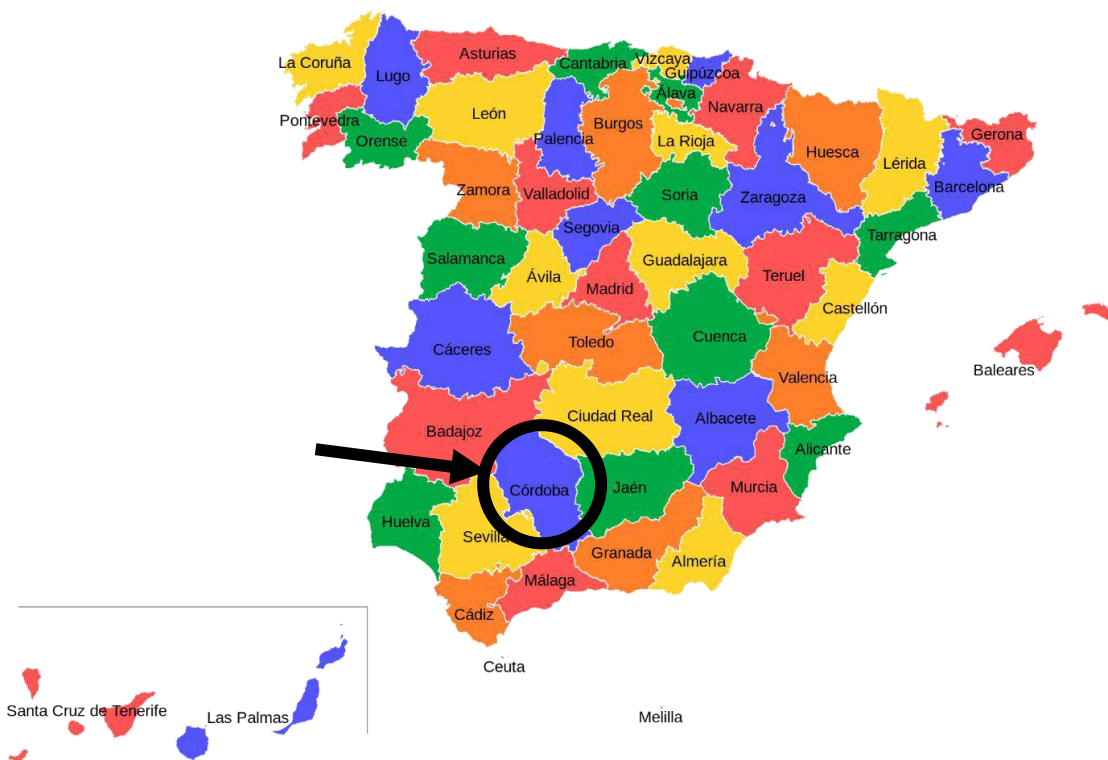 Asturias
Cantabria
Vizcaya
La Coruña
Guipúzcoa
Lugo
Álava
Navarra
León
Pontevedra
Burgos
Gerona
Palencia
Orense
La Rioja
Huesca
Lérida
Zamora
Valladolid
Soria
Zaragoza
Barcelona
Segovia
Tarragona
Salamanca
Guadalajara
Ávila
Teruel
Madrid
Castellón
Cuenca
Toledo
Cáceres
Baleares
Valencia
Ciudad Real
Albacete
Badajoz
Alicante
Córdoba
Jaén
Murcia
Huelva
Sevilla
Granada
Almería
Málaga
Cádiz
Ceuta
Santa Cruz de Tenerife
Las Palmas
Melilla